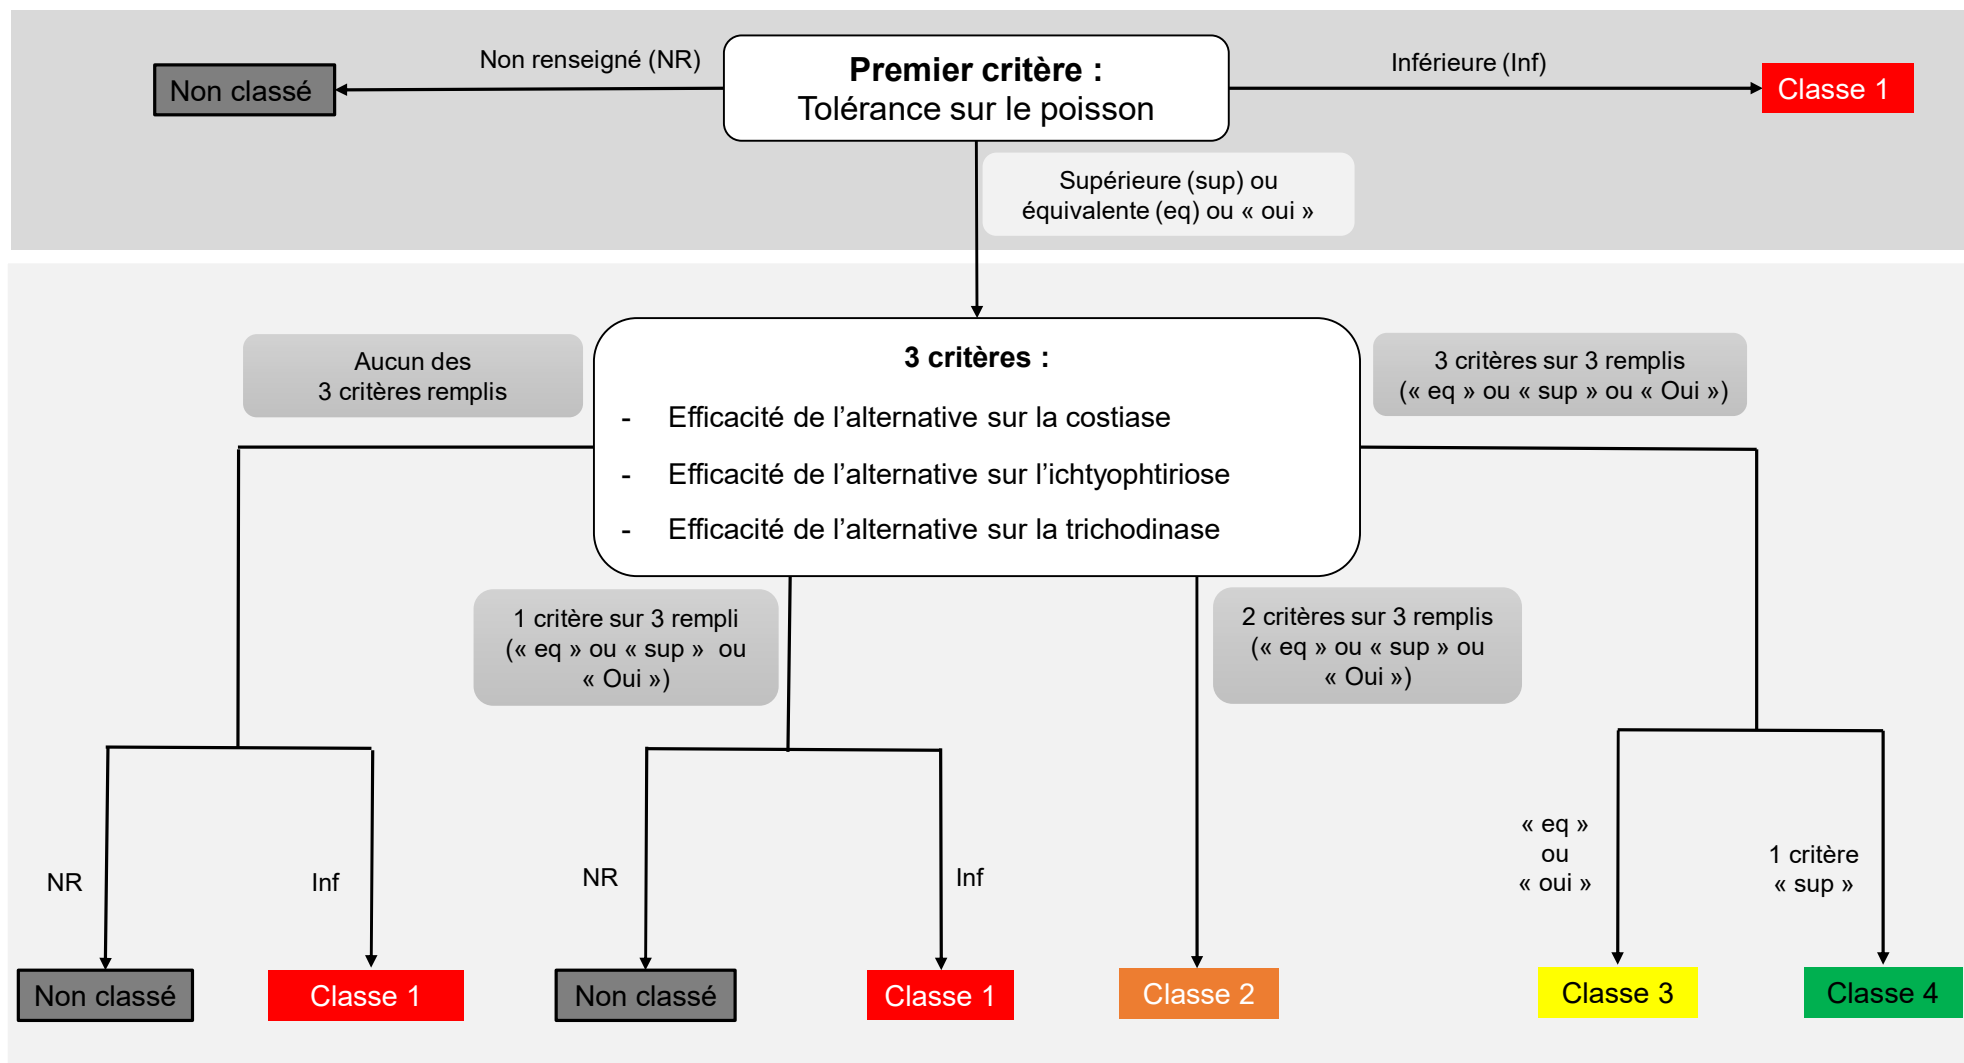 Non renseigné (NR)
Premier critère :
Tolérance sur le poisson
Inférieure (Inf)
Non classé
Classe 1
Supérieure (sup) ou
équivalente (eq) ou « oui »
Aucun des
3 critères remplis
3 critères :
- Efficacité de l’alternative sur la costiase
- Efficacité de l’alternative sur l’ichtyophtiriose
- Efficacité de l’alternative sur la trichodinase
3 critères sur 3 remplis
(« eq » ou « sup » ou « Oui »)
1 critère sur 3 rempli
(« eq » ou « sup » ou
« Oui »)
2 critères sur 3 remplis
(« eq » ou « sup » ou
« Oui »)
NR
Inf
NR
Inf
« eq »
ou
« oui »
1 critère
« sup »
Non classé
Classe 1
Non classé
Classe 1
Classe 2
Classe 3
Classe 4